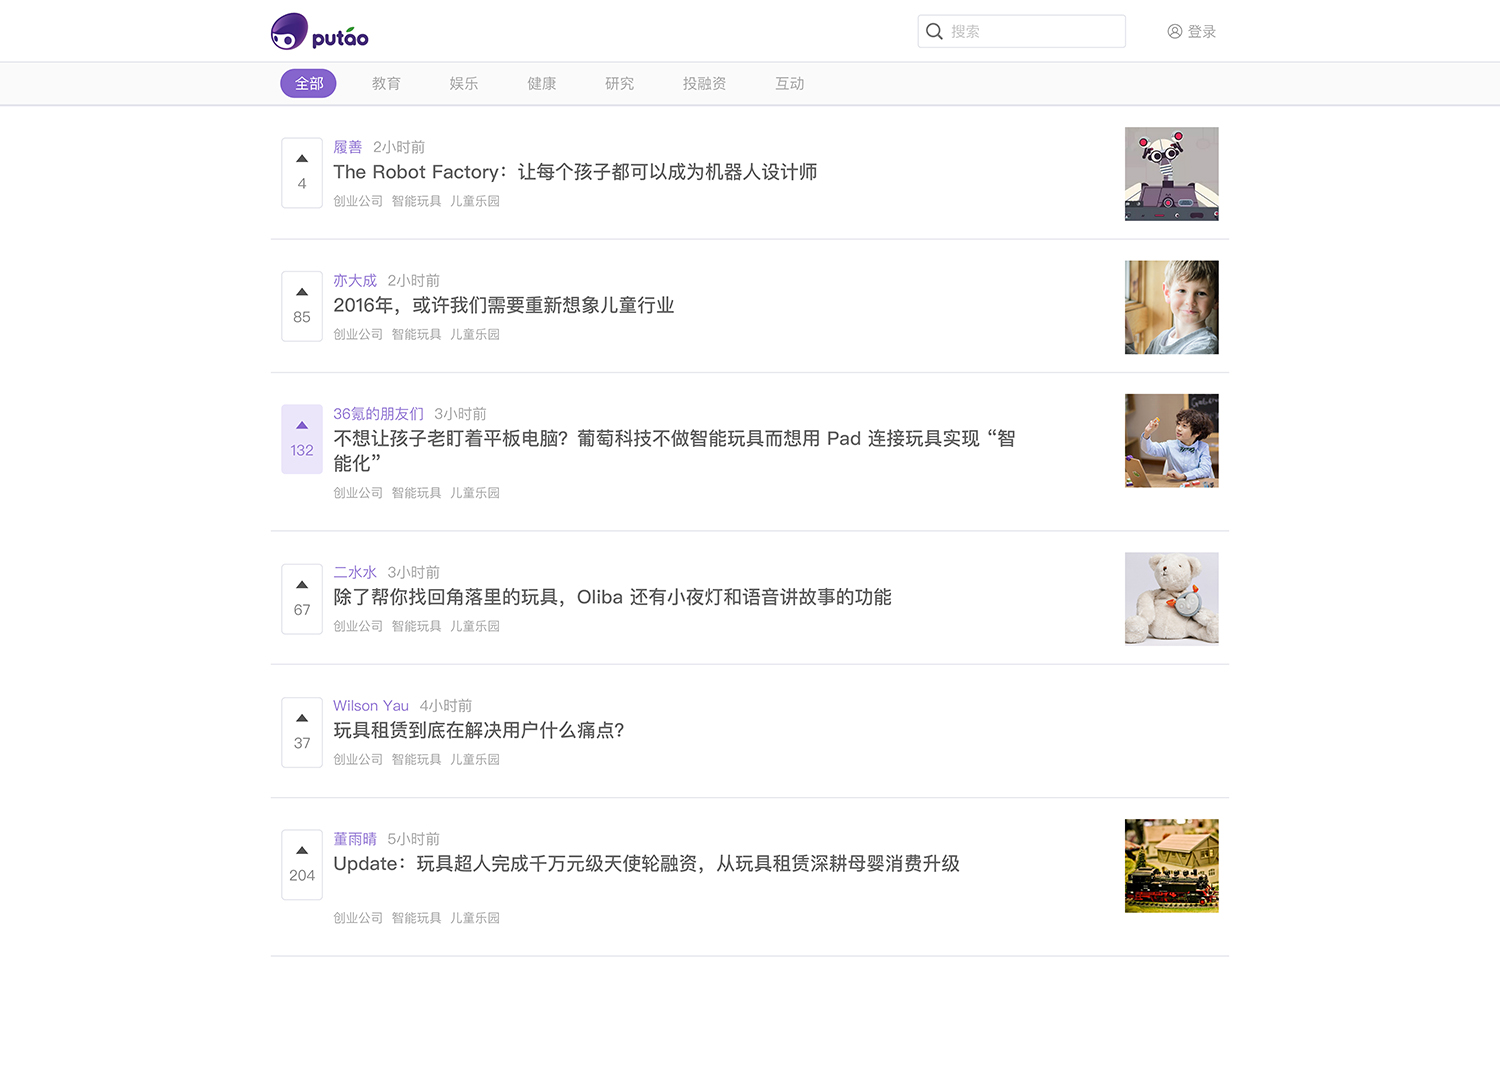 putao
搜索
登录
全部 教育 娱乐 健康 研究 投融资 互动
履善 2小时前
4
The Robot Factory：让每个孩子都可以成为机器人设计师
创业公司 智能玩具 儿童乐园
亦大成 2小时前
85
2016年，或许我们需要重新想象儿童行业
创业公司 智能玩具 儿童乐园
36氪的朋友们 3小时前
132
不想让孩子老盯着平板电脑？葡萄科技不做智能玩具而想用 Pad 连接玩具实现 “智
能化”
创业公司 智能玩具 儿童乐园
二水水 3小时前
67
除了帮你找回角落里的玩具，Oliba 还有小夜灯和语音讲故事的功能
创业公司 智能玩具 儿童乐园
Wilson Yau 4小时前
37
玩具租赁到底在解决用户什么痛点？
创业公司 智能玩具 儿童乐园
董雨晴 5小时前
204
Update：玩具超人完成千万元级天使轮融资，从玩具租赁深耕母婴消费升级
创业公司 智能玩具 儿童乐园